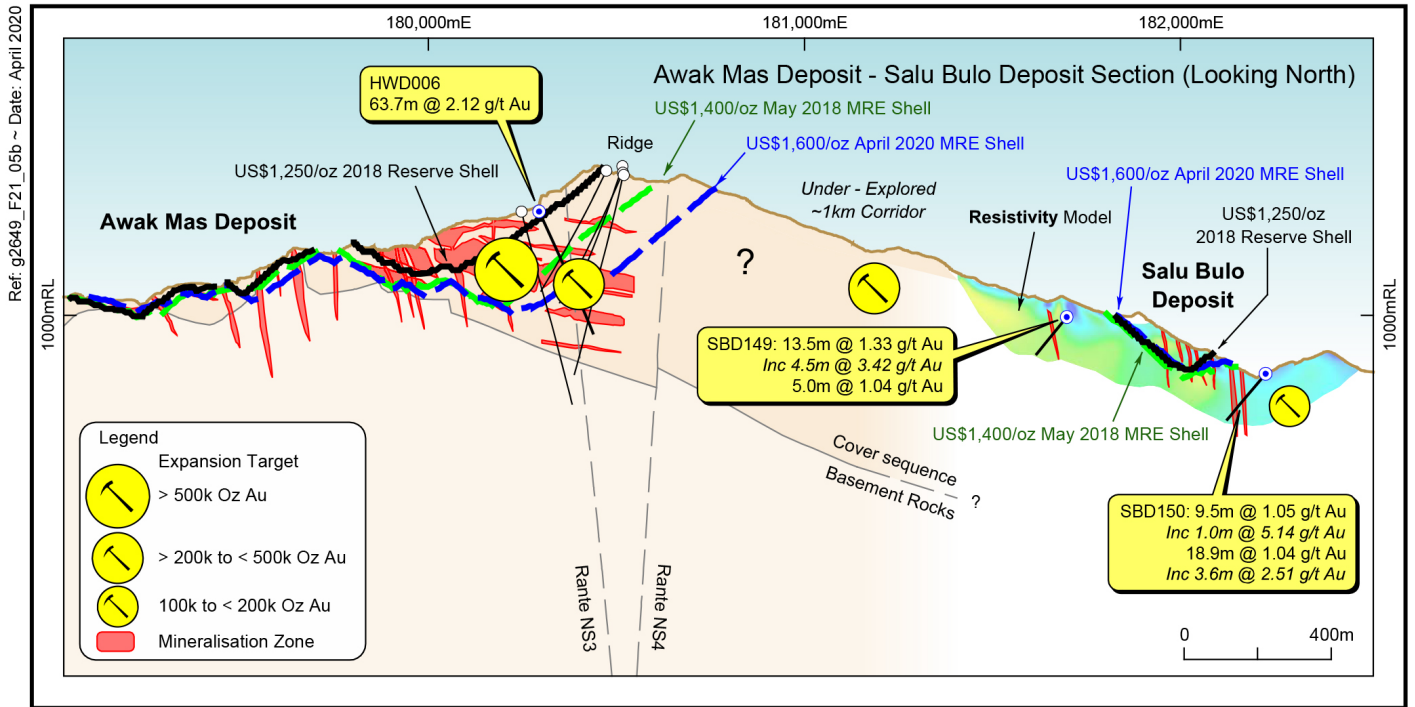 Ref: g2649_F21_05b ~ Date: April 2020
180,000mE
181,000mE
182,000mE
Awak Mas Deposit - Salu Bulo Deposit Section (Looking North)
HWD006
63.7m @ 2.12 g/t Au
US$1,400/oz May 2018 MRE Shell
Ridge
US$1,600/oz April 2020 MRE Shell
US$1,250/oz 2018 Reserve Shell
Under - Explored
~1km Corridor
US$1,600/oz April 2020 MRE Shell
Awak Mas Deposit
Resistivity Model
US$1,250/oz
2018 Reserve Shell
?
Salu Bulo
Deposit
1000mRL
1000mRL
SBD149: 13.5m @ 1.33 g/t Au
Inc 4.5m @ 3.42 g/t Au
5.0m @ 1.04 g/t Au
US$1,400/oz May 2018 MRE Shell
Cover sequence
Basement Rocks
?
Legend
Expansion Target
> 500k Oz Au
> 200k to < 500k Oz Au
100k to < 200k Oz Au
Mineralisation Zone
Rante NS3
Rante NS4
SBD150: 9.5m @ 1.05 g/t Au
Inc 1.0m @ 5.14 g/t Au
18.9m @ 1.04 g/t Au
Inc 3.6m @ 2.51 g/t Au
0
400m